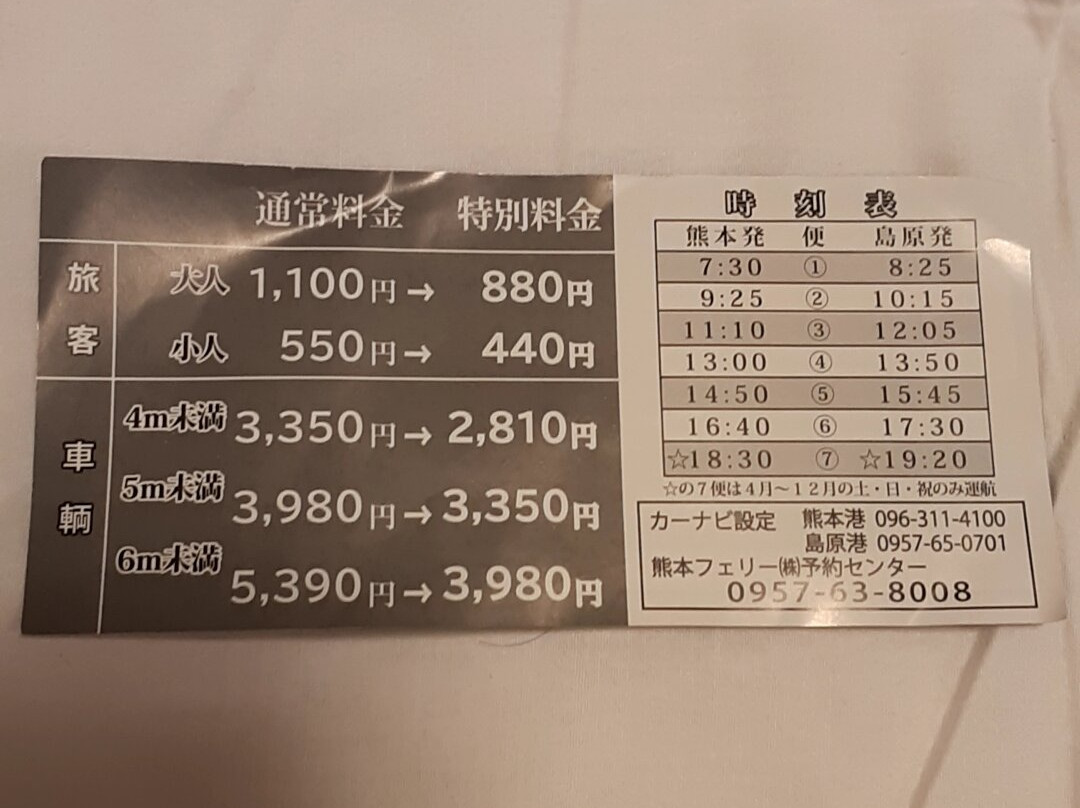 通常料金 特別料金
旅客 大人 1,100円→ 880円
小人 550円→ 440円
車輌 4m未満 3,350円→ 2,810円
5m未満 3,980円→ 3,350円
6m未満 5,390円→ 3,980円
時刻表
熊本発 便 島原発
7:30 ① 8:25
9:25 ② 10:15
11:10 ③ 12:05
13:00 ④ 13:50
14:50 ⑤ 15:45
16:40 ⑥ 17:30
☆18:30 ⑦ ☆19:20
☆の7便は4月～12月の土・日・祝のみ運航
カーナビ設定 熊本港 096-311-4100
島原港 0957-65-0701
熊本フェリー㈱予約センター
0957-63-8008